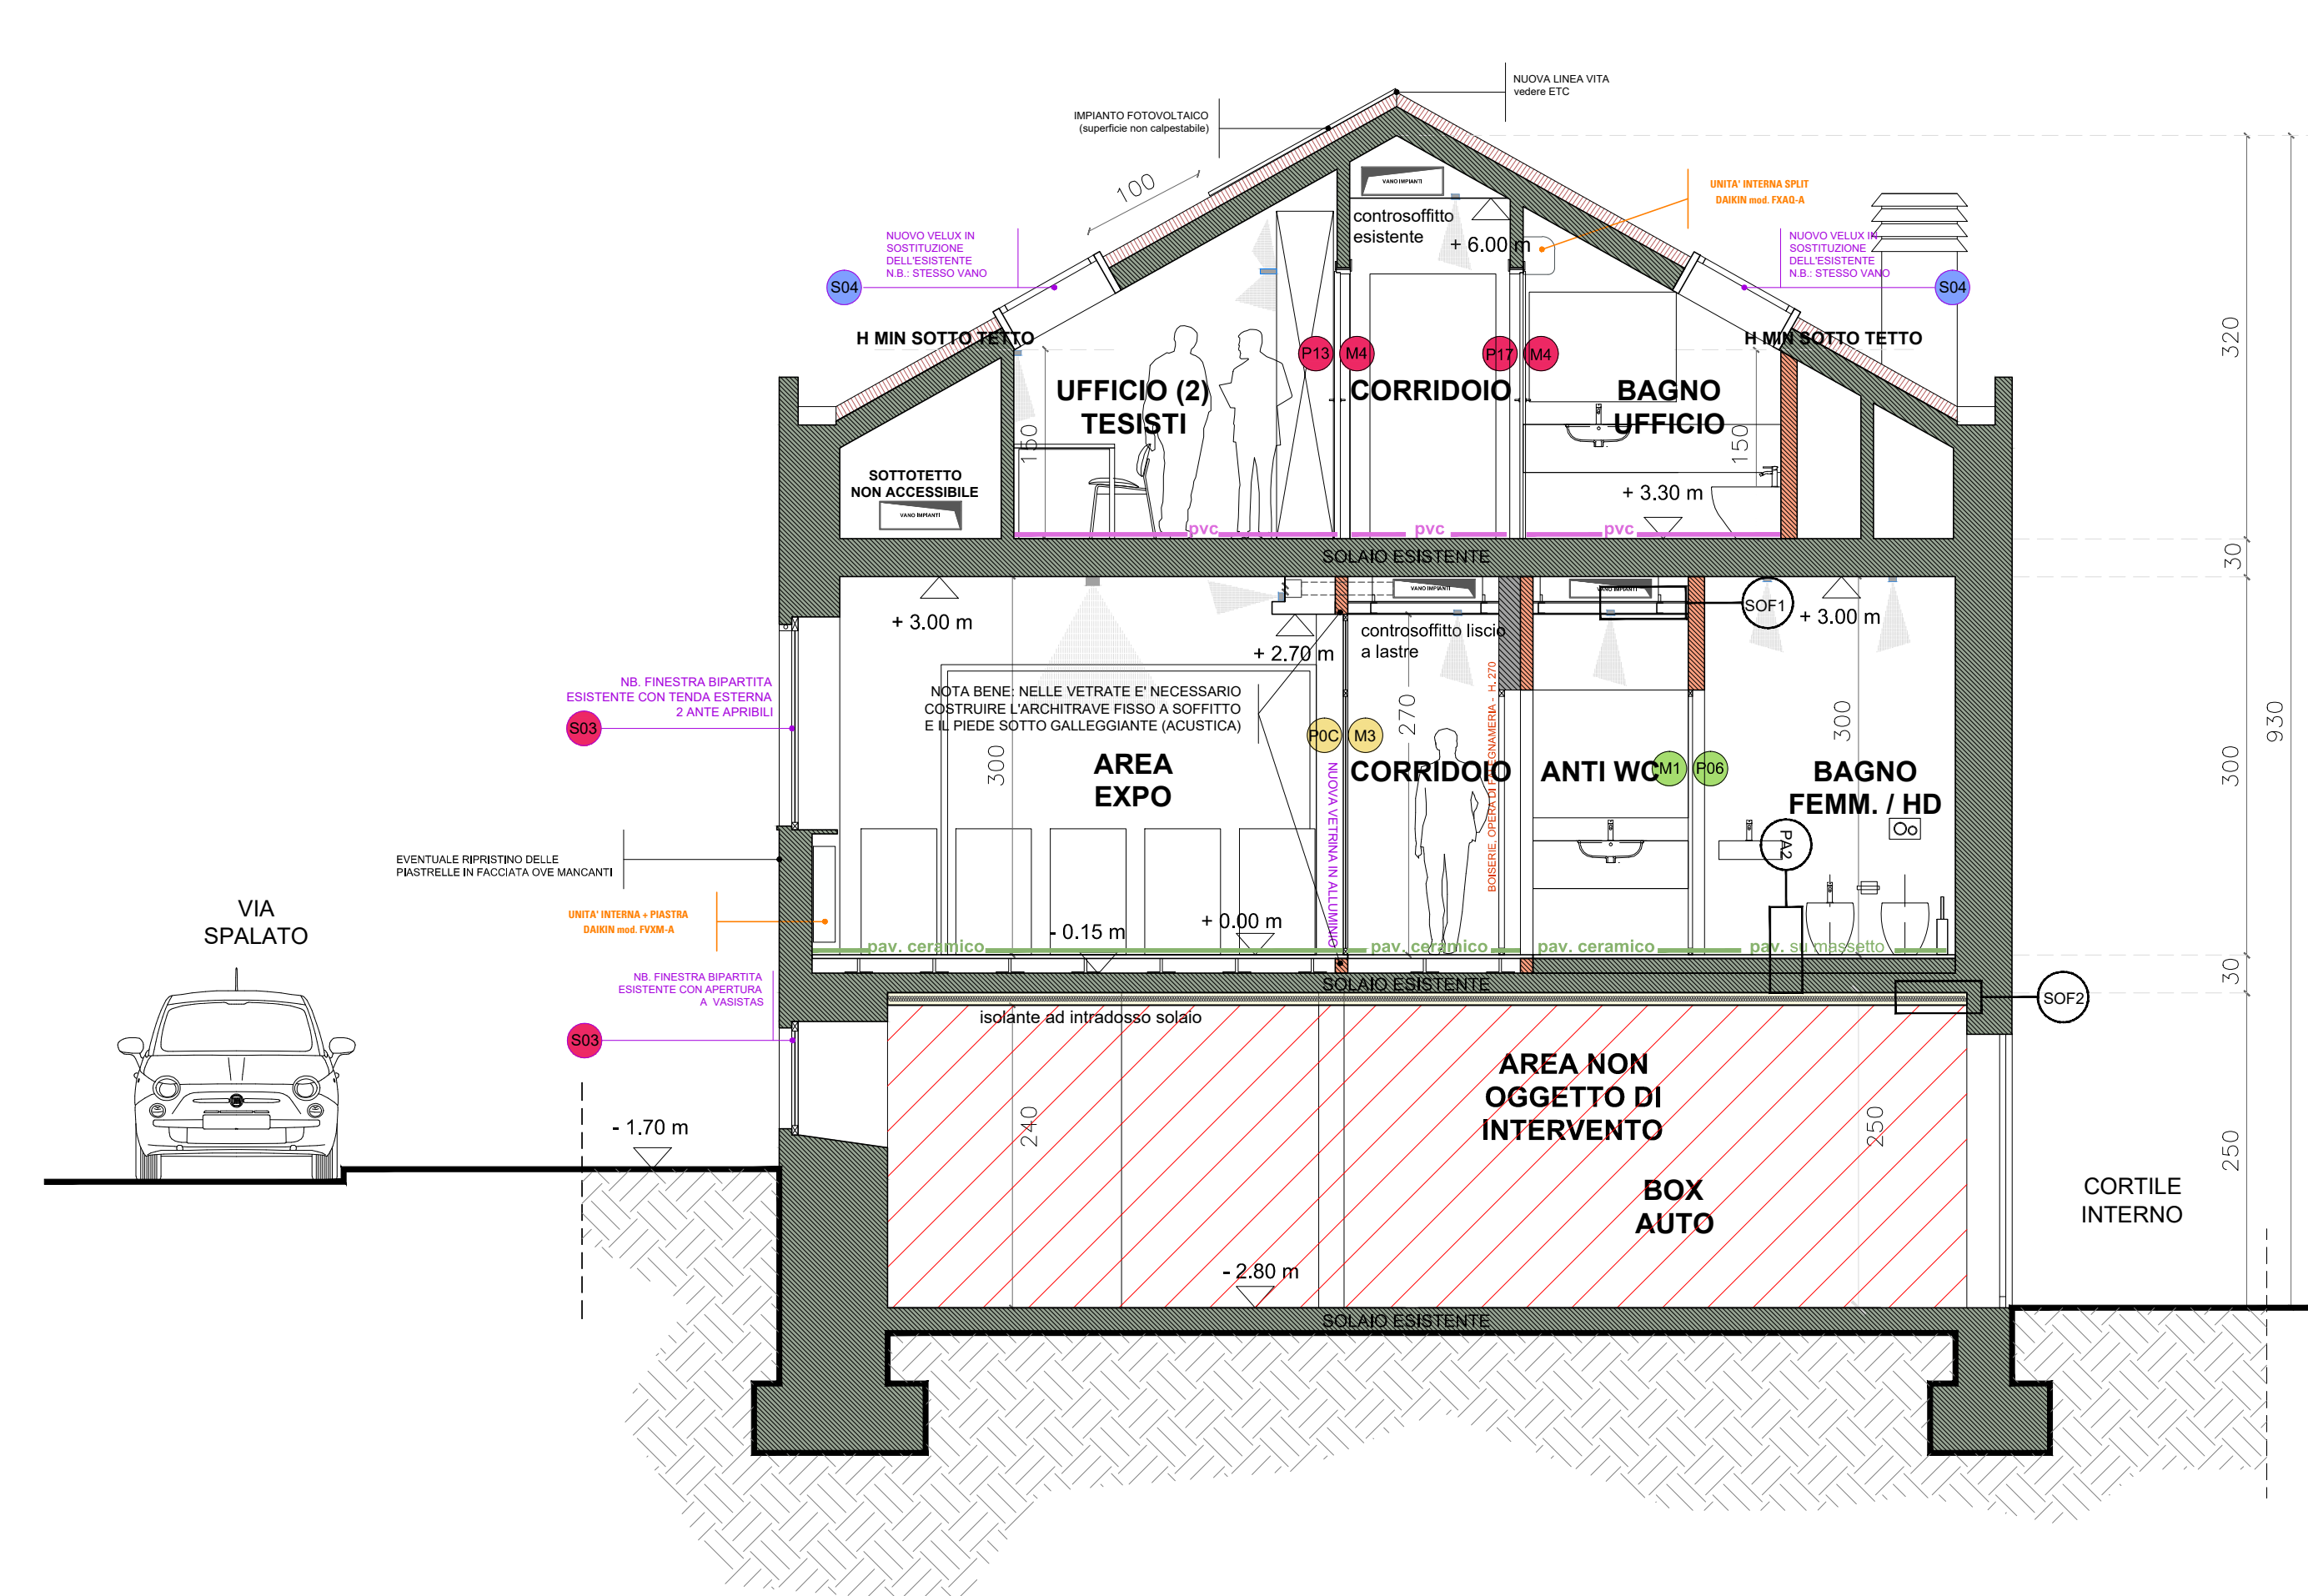 NUOVA LINEA VITA
vedere ETC
IMPIANTO FOTOVOLTAICO
(superficie non calpestabile)
100
VANO IMPIANTI
UNITA' INTERNA SPLIT
DAIKIN mod. FXAQ-A
controsoffitto
esistente
+ 6.00 m
NUOVO VELUX IN
SOSTITUZIONE
DELL'ESISTENTE
N.B.: STESSO VANO
S04
NUOVO VELUX IN
SOSTITUZIONE
DELL'ESISTENTE
N.B.: STESSO VANO
S04
H MIN SOTTO TETTO
H MIN SOTTO TETTO
320
P13
M4
P17
M4
UFFICIO (2)
TESISTI
CORRIDOIO
BAGNO
UFFICIO
150
150
SOTTOTETTO
NON ACCESSIBILE
VANO IMPIANTI
+ 3.30 m
pvc
pvc
pvc
SOLAIO ESISTENTE
30
VANO IMPIANTI
VANO IMPIANTI
SOF1
+ 3.00 m
+ 3.00 m
+ 2.70 m
controsoffitto liscio
a lastre
NB. FINESTRA BIPARTITA
ESISTENTE CON TENDA ESTERNA
2 ANTE APRIBILI
S03
NOTA BENE: NELLE VETRATE E' NECESSARIO
COSTRUIRE L'ARCHITRAVE FISSO A SOFFITTO
E IL PIEDE SOTTO GALLEGGIANTE (ACUSTICA)
P0C
M3
270
BOISERIE, OPERA DI FALEGNAMERIA - H. 270
300
300
300
930
AREA
EXPO
CORRIDOIO
ANTI WC
M1
P06
BAGNO
FEMM. / HD
NUOVA VETRINA IN ALLUMINIO
PA2
EVENTUALE RIPRISTINO DELLE
PIASTRELLE IN FACCIATA OVE MANCANTI
UNITA' INTERNA + PIASTRA
DAIKIN mod. FVXM-A
VIA
SPALATO
- 0.15 m
+ 0.00 m
pav. ceramico
pav. ceramico
pav. ceramico
pav. su massetto
NB. FINESTRA BIPARTITA
ESISTENTE CON APERTURA
A VASISTAS
S03
SOLAIO ESISTENTE
30
SOF2
isolante ad intradosso solaio
AREA NON
OGGETTO DI
INTERVENTO
240
250
250
- 1.70 m
BOX
AUTO
CORTILE
INTERNO
- 2.80 m
SOLAIO ESISTENTE